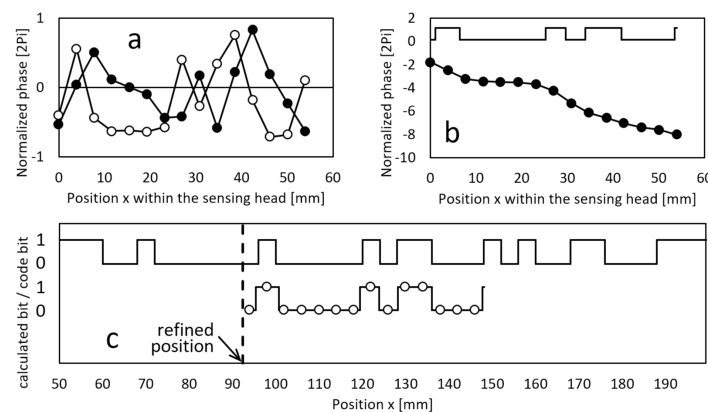 1
0
-1
a
Normalized phase [2Pi]
0 10 20 30 40 50 60
Position x within the sensing head [mm]
2
0
-2
-4
-6
-8
-10
b
Normalized phase [2Pi]
0 10 20 30 40 50 60
Position x within the sensing head [mm]
1
0
1
0
calculated bit / code bit
c
refined
position
50 60 70 80 90 100 110 120 130 140 150 160 170 180 190
Position x [mm]